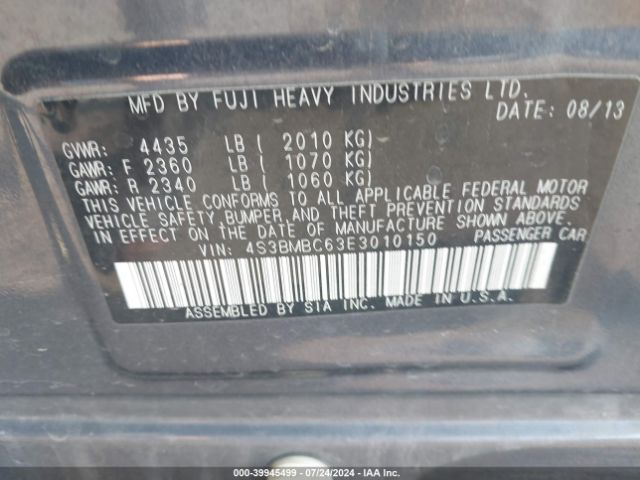 MFD BY FUJI HEAVY INDUSTRIES LTD.
DATE: 08/13
GVWR: 4435 LB ( 2010 KG)
GAWR: F 2360 LB ( 1070 KG)
GAWR: R 2340 LB ( 1060 KG)
THIS VEHICLE CONFORMS TO ALL APPLICABLE FEDERAL MOTOR
VEHICLE SAFETY, BUMPER, AND THEFT PREVENTION STANDARDS
IN EFFECT ON THE DATE OF MANUFACTURE SHOWN ABOVE.
VIN: 4S3BMBC63E3010150 PASSENGER CAR
ASSEMBLED BY SIA INC. MADE IN U.S.A.
OWNER - 39945499 - 07/24/2024 - IAA Inc.